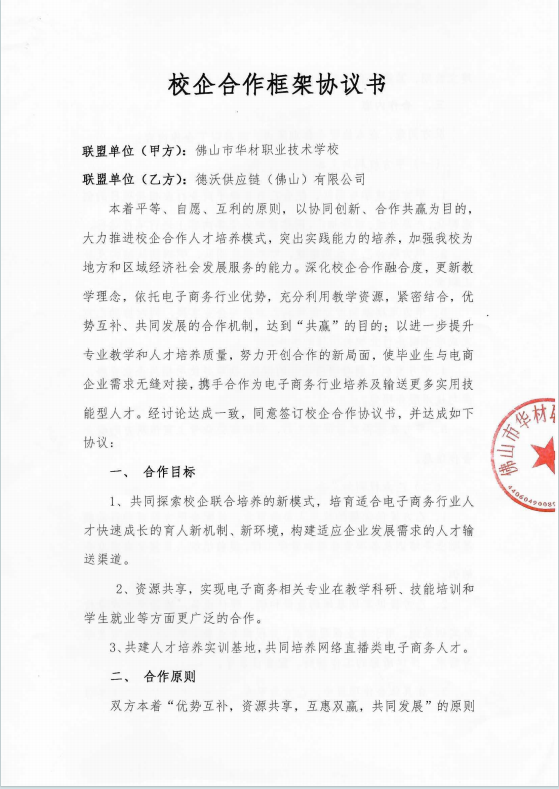 校企合作框架协议书
联盟单位（甲方）：佛山市华材职业技术学校
联盟单位（乙方）：德沃供应链（佛山）有限公司
本着平等、自愿、互利的原则，以协同创新、合作共赢为目的，
大力推进校企合作人才培养模式，突出实践能力的培养，加强我校为
地方和区域经济社会发展服务的能力。深化校企合作融合度，更新教
学理念，依托电子商务行业优势，充分利用教学资源，紧密结合，优
势互补、共同发展的合作机制，达到“共赢”的目的；以进一步提升
专业教学和人才培养质量，努力开创合作的新局面，使毕业生与电商
企业需求无缝对接，携手合作为电子商务行业培养及输送更多实用技
能型人才。经讨论达成一致，同意签订校企合作协议书，并达成如下
协议：
一、 合作目标
1、共同探索校企联合培养的新模式，培育适合电子商务行业人
才快速成长的育人新机制、新环境，构建适应企业发展需求的人才输
送渠道。
2、资源共享，实现电子商务相关专业在教学科研、技能培训和
学生就业等方面更广泛的合作。
3、共建人才培养实训基地，共同培养网络直播类电子商务人才。
二、 合作原则
双方本着“优势互补，资源共享，互惠双赢，共同发展”的原则
佛山市华材